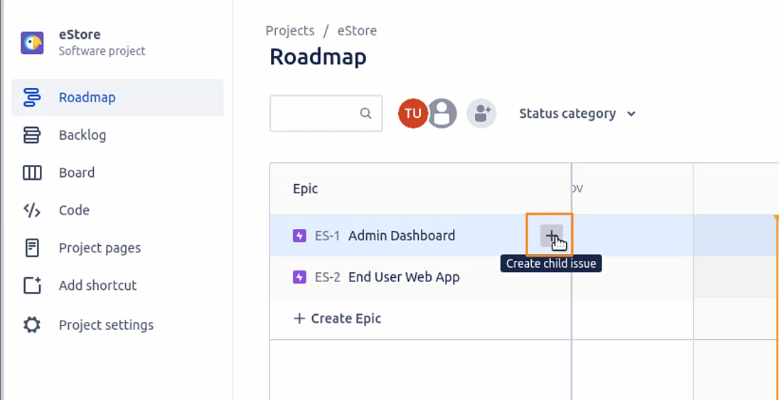 eStore
Software project
Roadmap
Backlog
Board
Code
Project pages
Add shortcut
Project settings
Projects / eStore
Roadmap
TU
Status category
Epic
ES-1 Admin Dashboard
Create child issue
ES-2 End User Web App
+ Create Epic